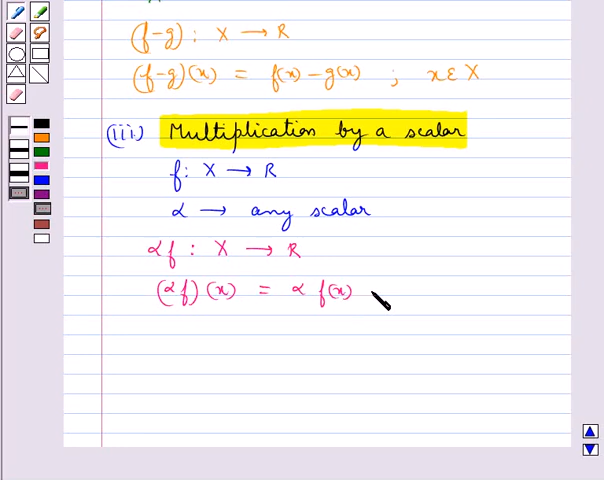 (f-g) : X → R
(f-g)(x) = f(x) - g(x) ; x ε X
(iii) Multiplication by a scalar
f : X → R
α → any scalar
αf : X → R
(αf)(x) = α f(x)